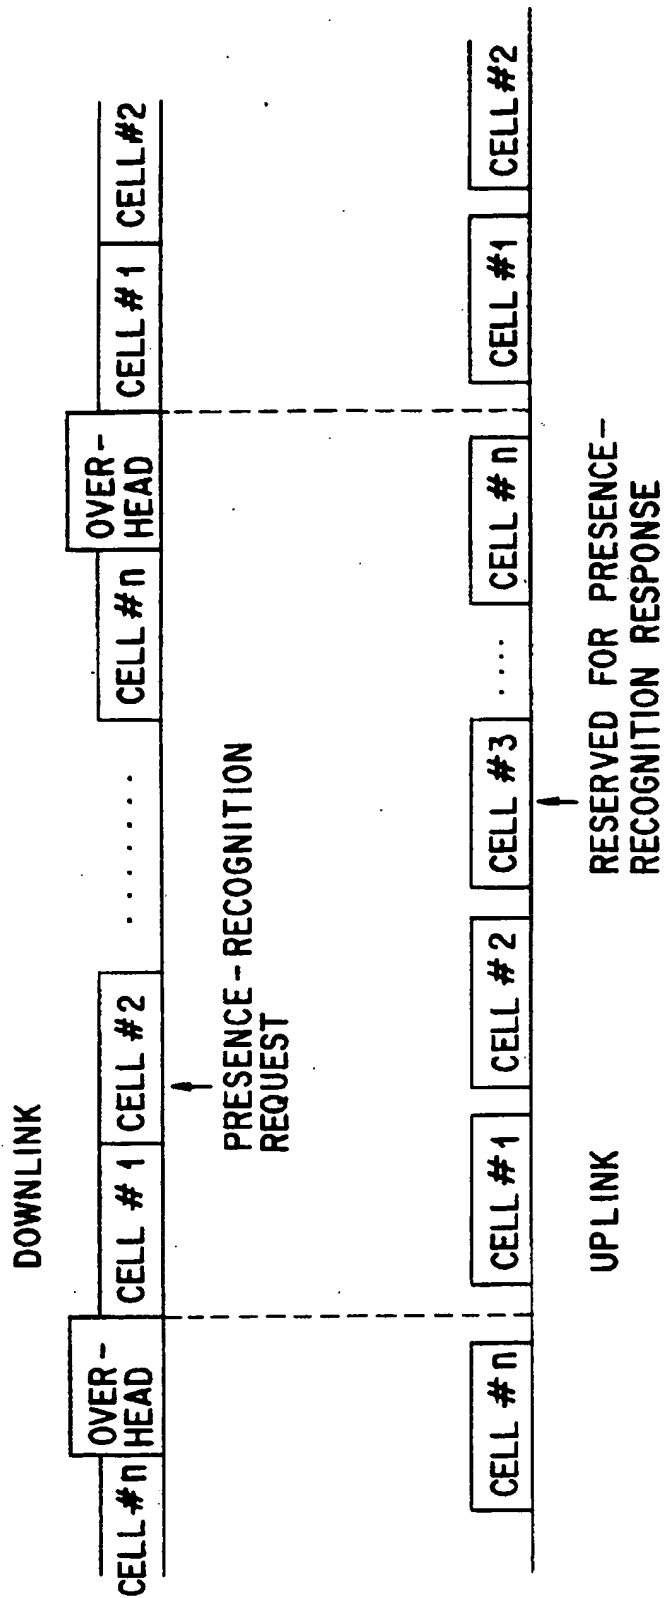 DOWNLINK
CELL #n
OVER-
HEAD
CELL #1
CELL #2
........
CELL #n
OVER-
HEAD
CELL #1
CELL #2
PRESENCE-RECOGNITION
REQUEST
CELL #n
CELL #1
CELL #2
CELL #3
....
CELL #n
CELL #1
CELL #2
UPLINK
RESERVED FOR PRESENCE-
RECOGNITION RESPONSE